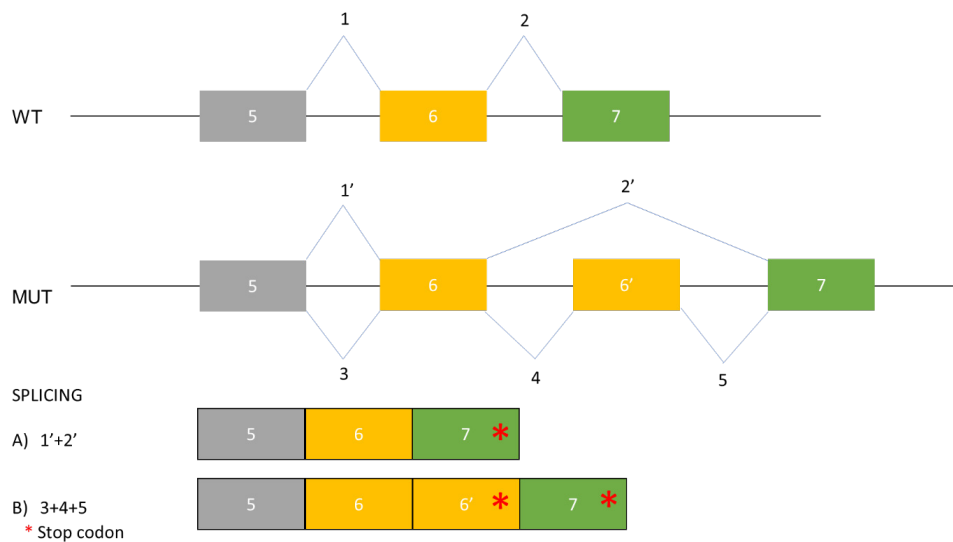 1 2
WT 5 6 7
1’ 2’
MUT 5 6 6’ 7
3 4 5
SPLICING
A) 1’+2’ 5 6 7 *
B) 3+4+5 5 6 6’ * 7 *
* Stop codon